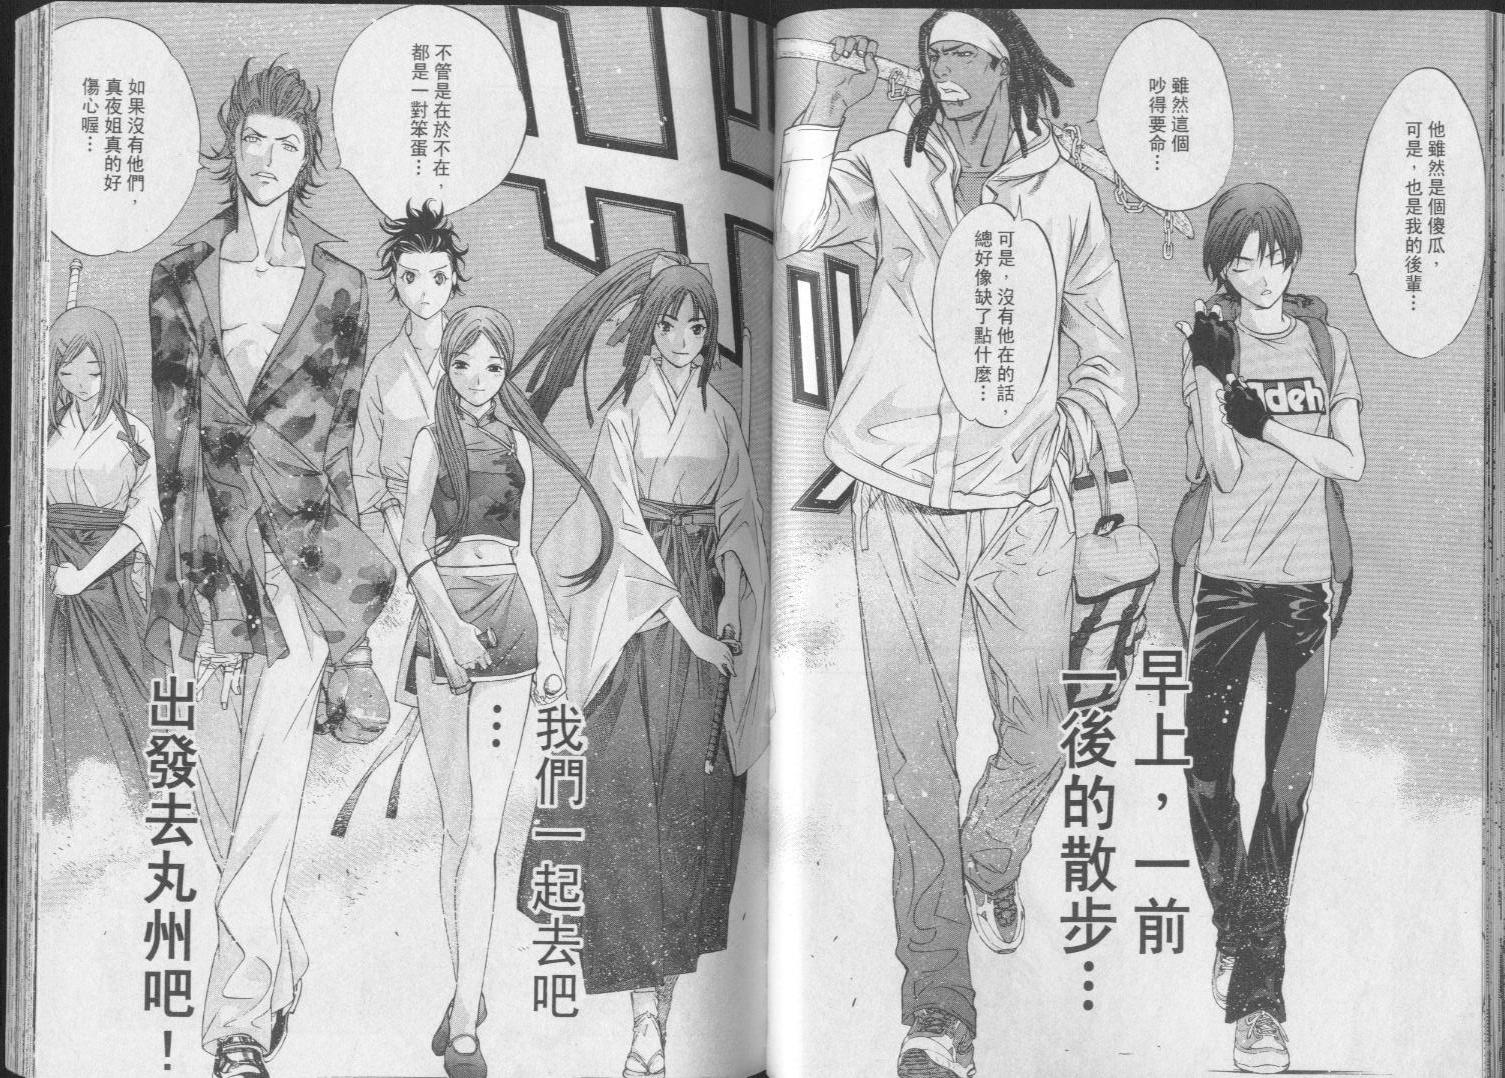 他雖然是個傻瓜，
可是，也是我的後輩…
雖然這個
吵得要命…
可是，沒有他在的話，
總好像缺了點什麼…
adeh
早上，一前
一後的散步…
不管是在於不在，
都是一對笨蛋…
如果沒有他們，
真夜姐真的好
傷心喔…
…
我們一起去吧
出發去丸州吧！